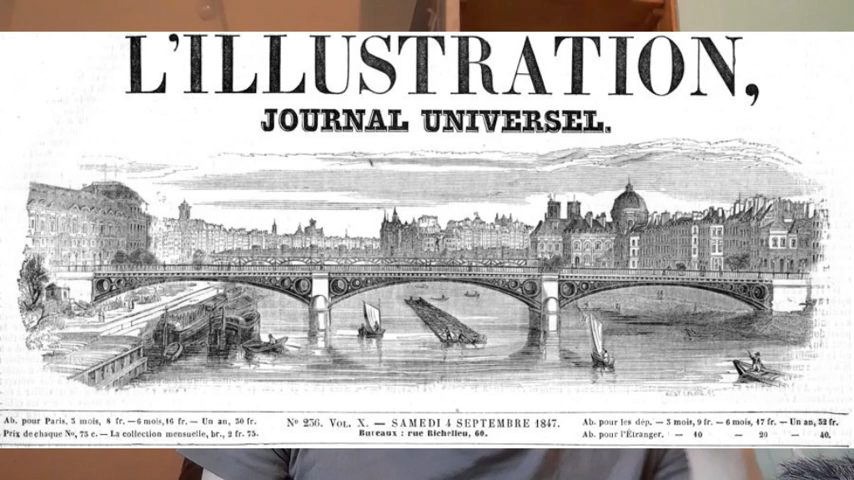 L'ILLUSTRATION,
JOURNAL UNIVERSEL.
Ab. pour Paris, 3 mois, 8 fr. — 6 mois, 16 fr. — Un an, 30 fr.
Prix de chaque No, 75 c. — La collection mensuelle, br., 2 fr. 75.
No 236. VOL. X. — SAMEDI 4 SEPTEMBRE 1847.
Bureaux : rue Richelieu, 60.
Ab. pour les dép. — 3 mois, 9 fr. — 6 mois, 17 fr. — Un an, 32 fr.
Ab. pour l'Étranger. — 10 — 20 — 40.